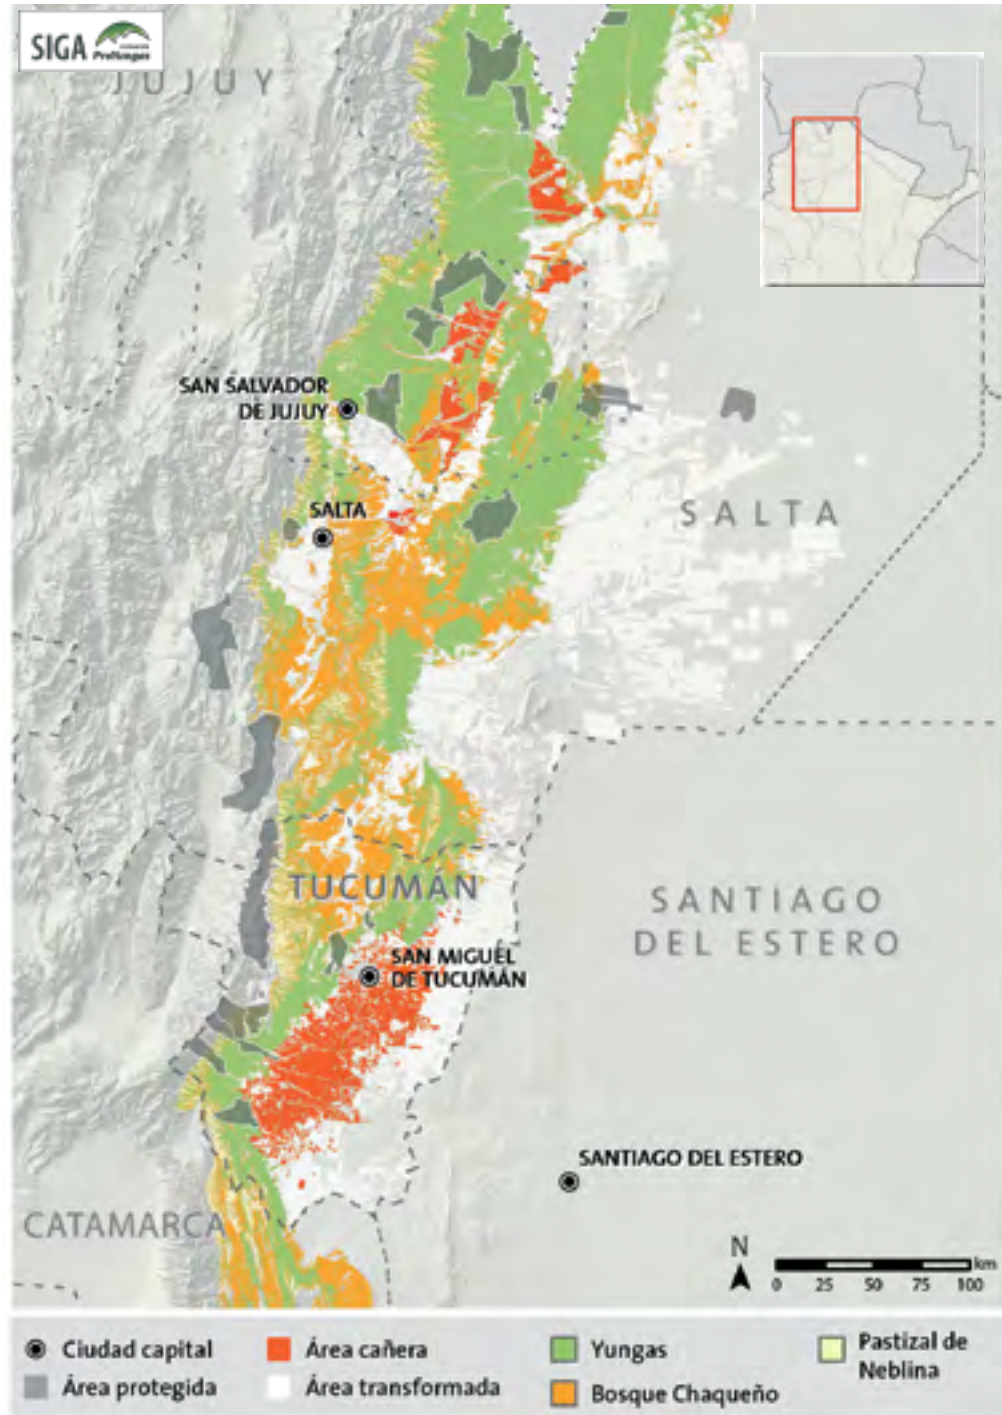 SIGA
ProYungas
JUJUY
SAN SALVADOR
DE JUJUY
SALTA
SALTA
TUCUMÁN
SAN MIGUEL
DE TUCUMÁN
SANTIAGO
DEL ESTERO
SANTIAGO DEL ESTERO
CATAMARCA
N
km
0 25 50 75 100
Ciudad capital
Área cañera
Yungas
Pastizal de
Neblina
Área protegida
Área transformada
Bosque Chaqueño